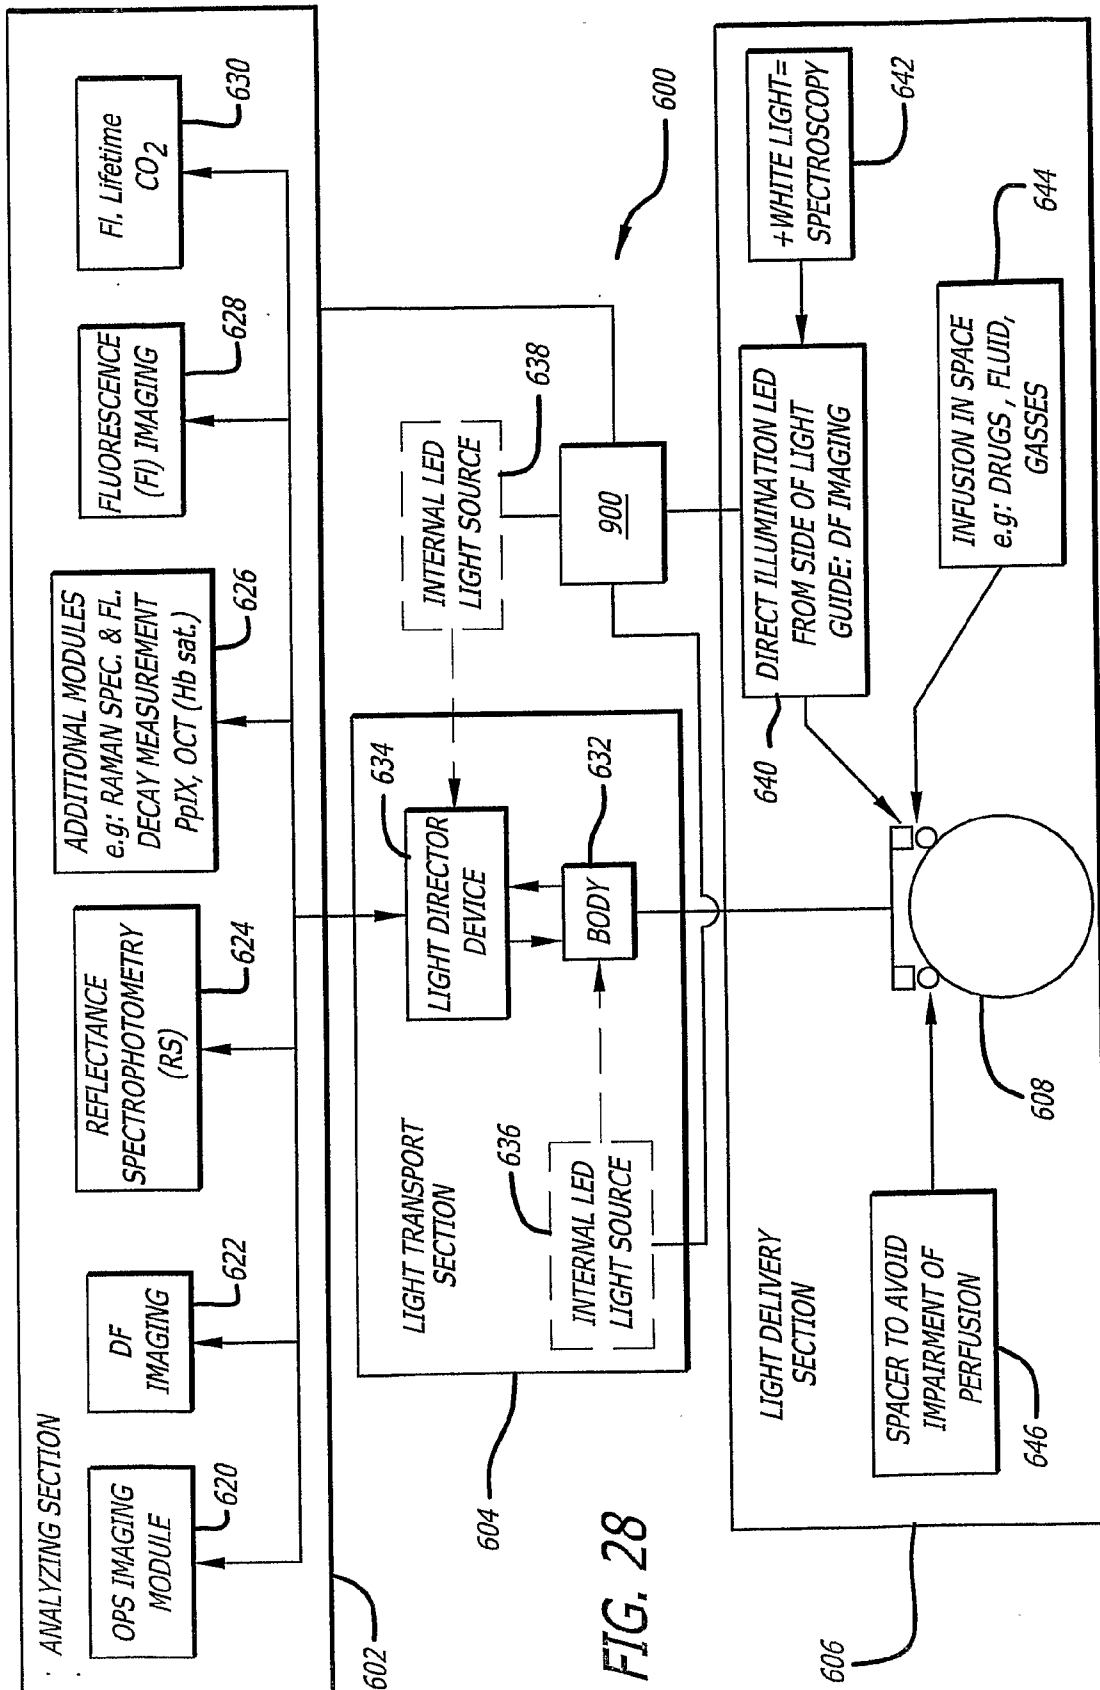 ANALYZING SECTION
OPS IMAGING
MODULE
620
DF
IMAGING
622
REFLECTANCE
SPECTROPHOTOMETRY
(RS)
624
ADDITIONAL MODULES
e.g: RAMAN SPEC. & FL.
DECAY MEASUREMENT
PpIX, OCT (Hb sat.)
626
FLUORESCENCE
(FI) IMAGING
628
FI. Lifetime
CO2
630
602
LIGHT TRANSPORT
SECTION
604
INTERNAL LED
LIGHT SOURCE
636
LIGHT DIRECTOR
DEVICE
634
BODY
632
INTERNAL LED
LIGHT SOURCE
638
900
600
LIGHT DELIVERY
SECTION
606
SPACER TO AVOID
IMPAIRMENT OF
PERFUSION
646
608
DIRECT ILLUMINATION LED
FROM SIDE OF LIGHT
GUIDE: DF IMAGING
640
+WHITE LIGHT=
SPECTROSCOPY
642
INFUSION IN SPACE
e.g: DRUGS , FLUID,
GASSES
644
FIG. 28